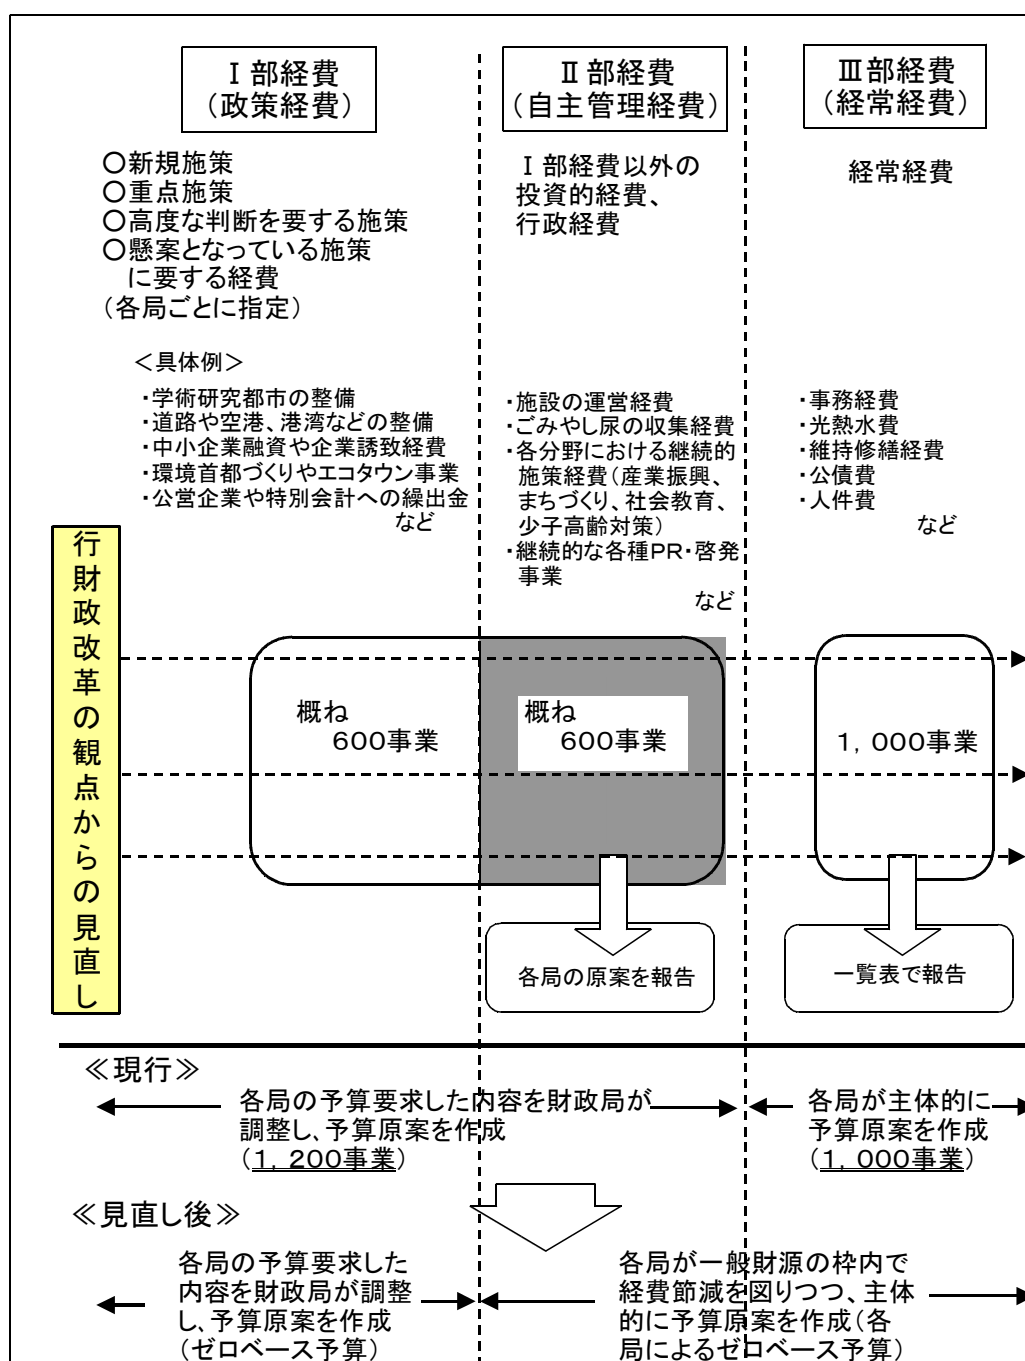 Ⅰ部経費
（政策経費）
Ⅱ部経費
（自主管理経費）
Ⅲ部経費
（経常経費）
○新規施策
○重点施策
○高度な判断を要する施策
○懸案となっている施策
に要する経費
（各局ごとに指定）
Ⅰ部経費以外の
投資的経費、
行政経費
経常経費
＜具体例＞
・学術研究都市の整備
・道路や空港、港湾などの整備
・中小企業融資や企業誘致経費
・環境首都づくりやエコタウン事業
・公営企業や特別会計への繰出金
など
・施設の運営経費
・ごみやし尿の収集経費
・各分野における継続的
施策経費（産業振興、
まちづくり、社会教育、
少子高齢対策）
・継続的な各種ＰＲ・啓発
事業
など
・事務経費
・光熱水費
・維持修繕経費
・公債費
・人件費
など
行財政改革の観点からの見直し
概ね
６００事業
概ね
６００事業
１，０００事業
各局の原案を報告
一覧表で報告
≪現行≫
各局の予算要求した内容を財政局が
調整し、予算原案を作成
（１，２００事業）
各局が主体的に
予算原案を作成
（１，０００事業）
≪見直し後≫
各局の予算要求した
内容を財政局が調整
し、予算原案を作成
（ゼロベース予算）
各局が一般財源の枠内で
経費節減を図りつつ、主体
的に予算原案を作成（各
局によるゼロベース予算）